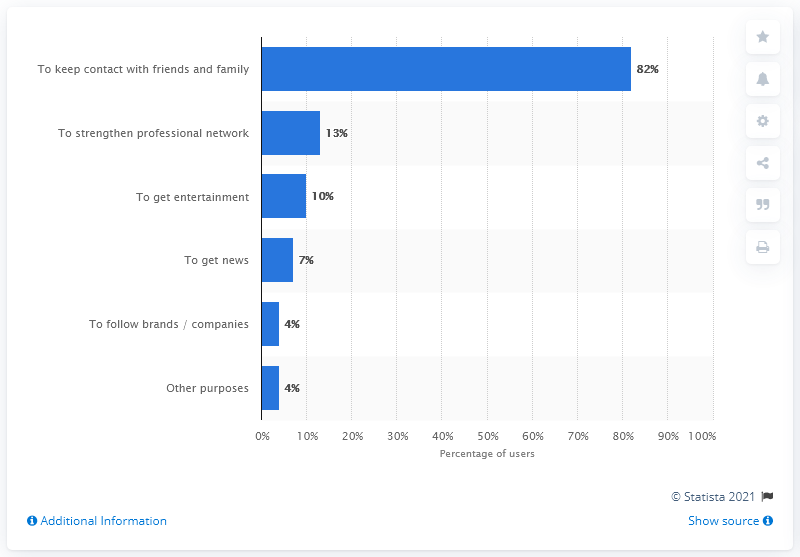 To keep contact with friends and family 82%
To strengthen professional network 13%
To get entertainment 10%
To get news 7%
To follow brands / companies 4%
Other purposes 4%
0% 10% 20% 30% 40% 50% 60% 70% 80% 90% 100%
Percentage of users
© Statista 2021
Additional Information Show source